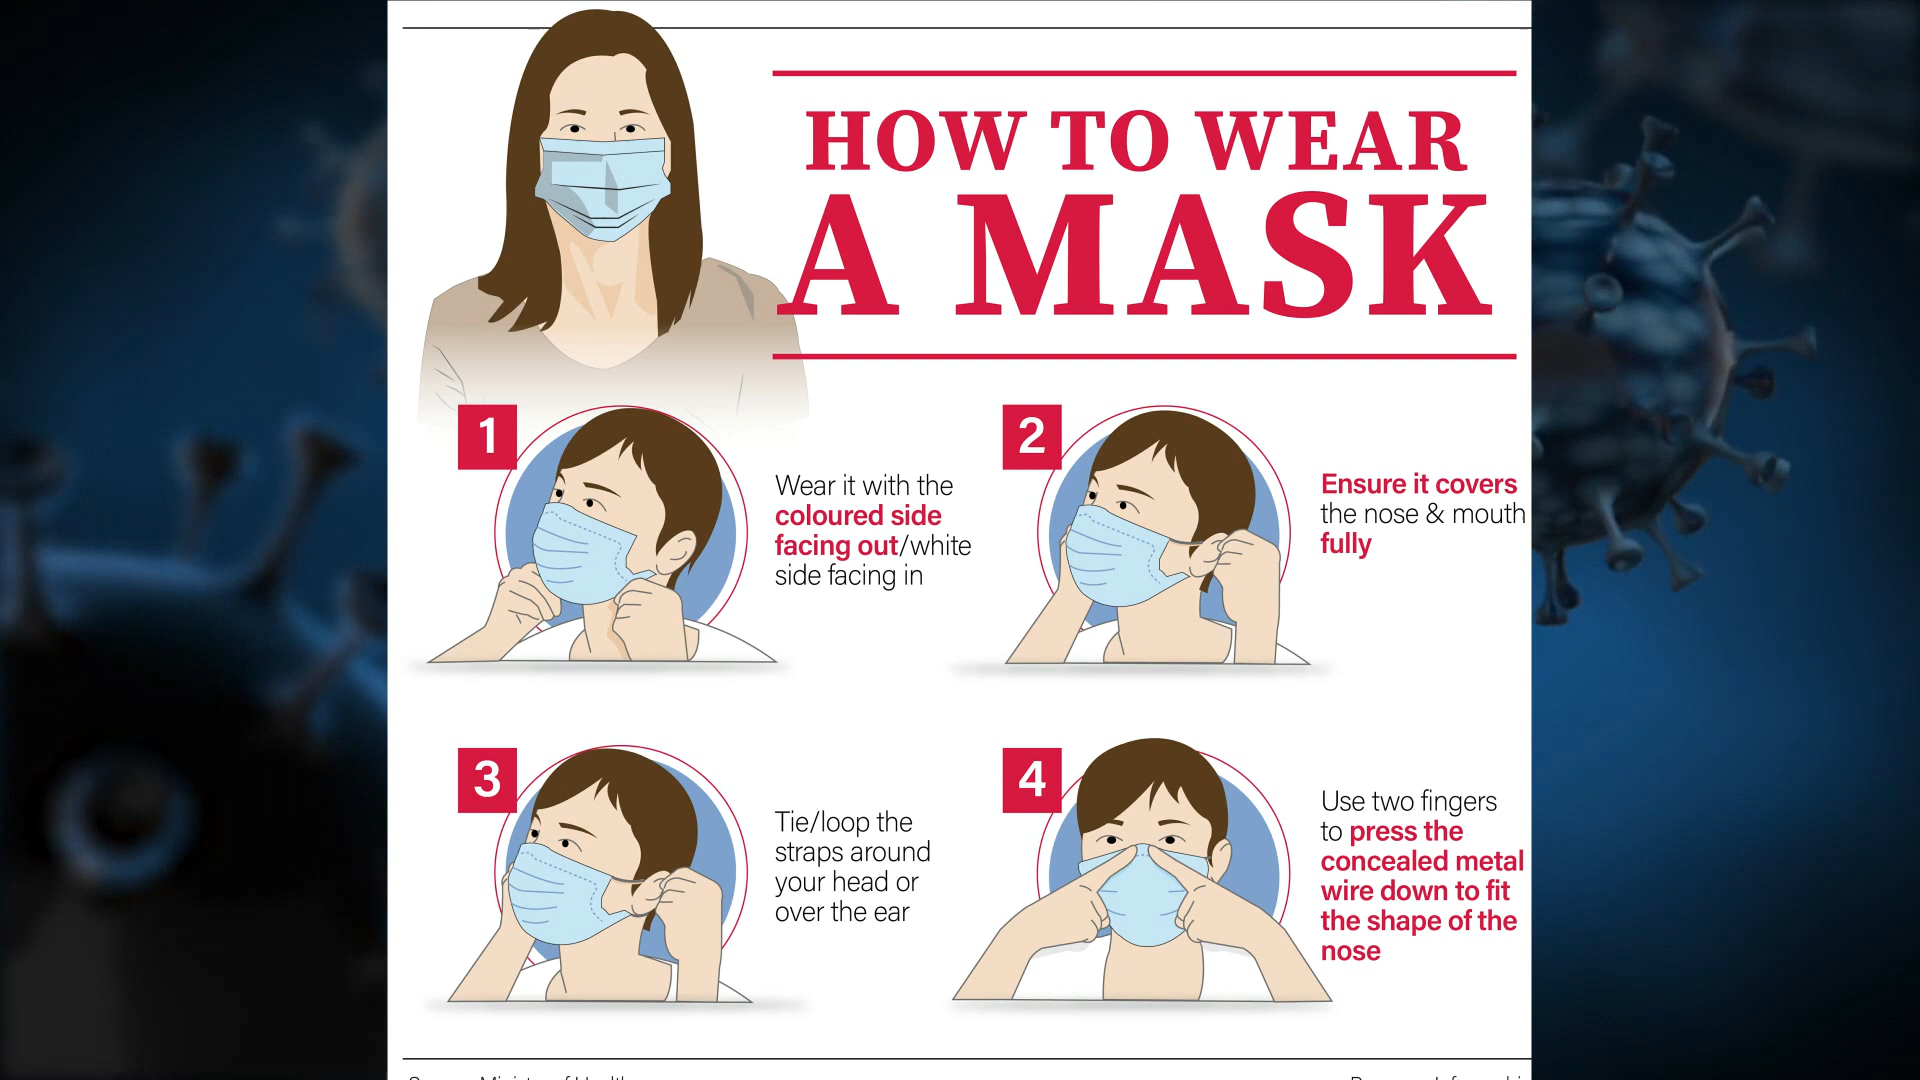 HOW TO WEAR
A MASK
1
Wear it with the
coloured side
facing out/white
side facing in
2
Ensure it covers
the nose & mouth
fully
3
Tie/loop the
straps around
your head or
over the ear
4
Use two fingers
to press the
concealed metal
wire down to fit
the shape of the
nose